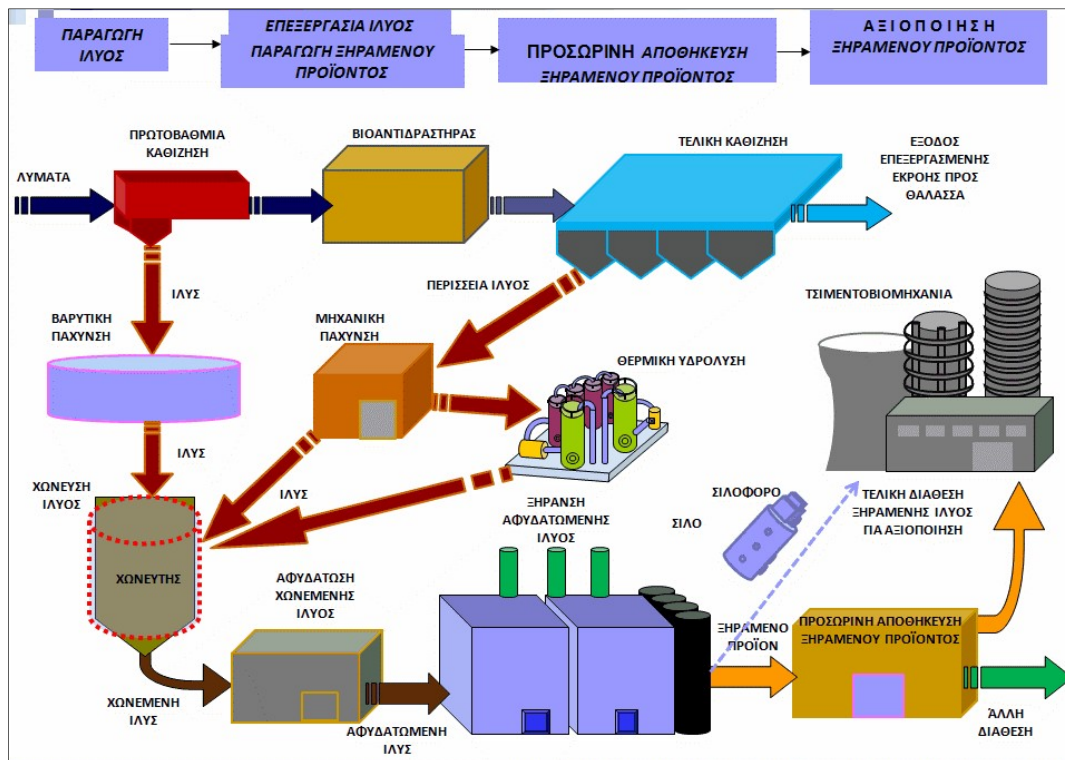 ΠΑΡΑΓΩΓΗ
ΙΛΥΟΣ
ΕΠΕΞΕΡΓΑΣΙΑ ΙΛΥΟΣ
ΠΑΡΑΓΩΓΗ ΞΗΡΑΜΕΝΟΥ
ΠΡΟΪΟΝΤΟΣ
ΠΡΟΣΩΡΙΝΗ ΑΠΟΘΗΚΕΥΣΗ
ΞΗΡΑΜΕΝΟΥ ΠΡΟΪΟΝΤΟΣ
ΑΞΙΟΠΟΙΗΣΗ
ΞΗΡΑΜΕΝΟΥ ΠΡΟΪΟΝΤΟΣ
ΛΥΜΑΤΑ
ΠΡΩΤΟΒΑΘΜΙΑ
ΚΑΘΙΖΗΣΗ
ΒΙΟΑΝΤΙΔΡΑΣΤΗΡΑΣ
ΤΕΛΙΚΗ ΚΑΘΙΖΗΣΗ
ΕΞΟΔΟΣ
ΕΠΕΞΕΡΓΑΣΜΕΝΗΣ
ΕΚΡΟΗΣ ΠΡΟΣ
ΘΑΛΑΣΣΑ
ΙΛΥΣ
ΠΕΡΙΣΣΕΙΑ ΙΛΥΟΣ
ΒΑΡΥΤΙΚΗ
ΠΑΧΥΝΣΗ
ΜΗΧΑΝΙΚΗ
ΠΑΧΥΝΣΗ
ΘΕΡΜΙΚΗ ΥΔΡΟΛΥΣΗ
ΤΣΙΜΕΝΤΟΒΙΟΜΗΧΑΝΙΑ
ΙΛΥΣ
ΧΩΝΕΥΣΗ
ΙΛΥΟΣ
ΙΛΥΣ
ΧΩΝΕΥΤΗΣ
ΞΗΡΑΝΣΗ
ΑΦΥΔΑΤΩΜΕΝΗΣ
ΙΛΥΟΣ
ΣΙΛΟ
ΣΙΛΟΦΟΡΟ
ΤΕΛΙΚΗ ΔΙΑΘΕΣΗ
ΞΗΡΑΜΕΝΗΣ ΙΛΥΟΣ
ΓΙΑ ΑΞΙΟΠΟΙΗΣΗ
ΑΦΥΔΑΤΩΣΗ
ΧΩΝΕΜΕΝΗΣ
ΙΛΥΟΣ
ΧΩΝΕΜΕΝΗ
ΙΛΥΣ
ΑΦΥΔΑΤΩΜΕΝΗ
ΙΛΥΣ
ΞΗΡΑΜΕΝΟ
ΠΡΟΪΟΝ
ΠΡΟΣΩΡΙΝΗ ΑΠΟΘΗΚΕΥΣΗ
ΞΗΡΑΜΕΝΟΥ ΠΡΟΪΟΝΤΟΣ
ΆΛΛΗ
ΔΙΑΘΕΣΗ